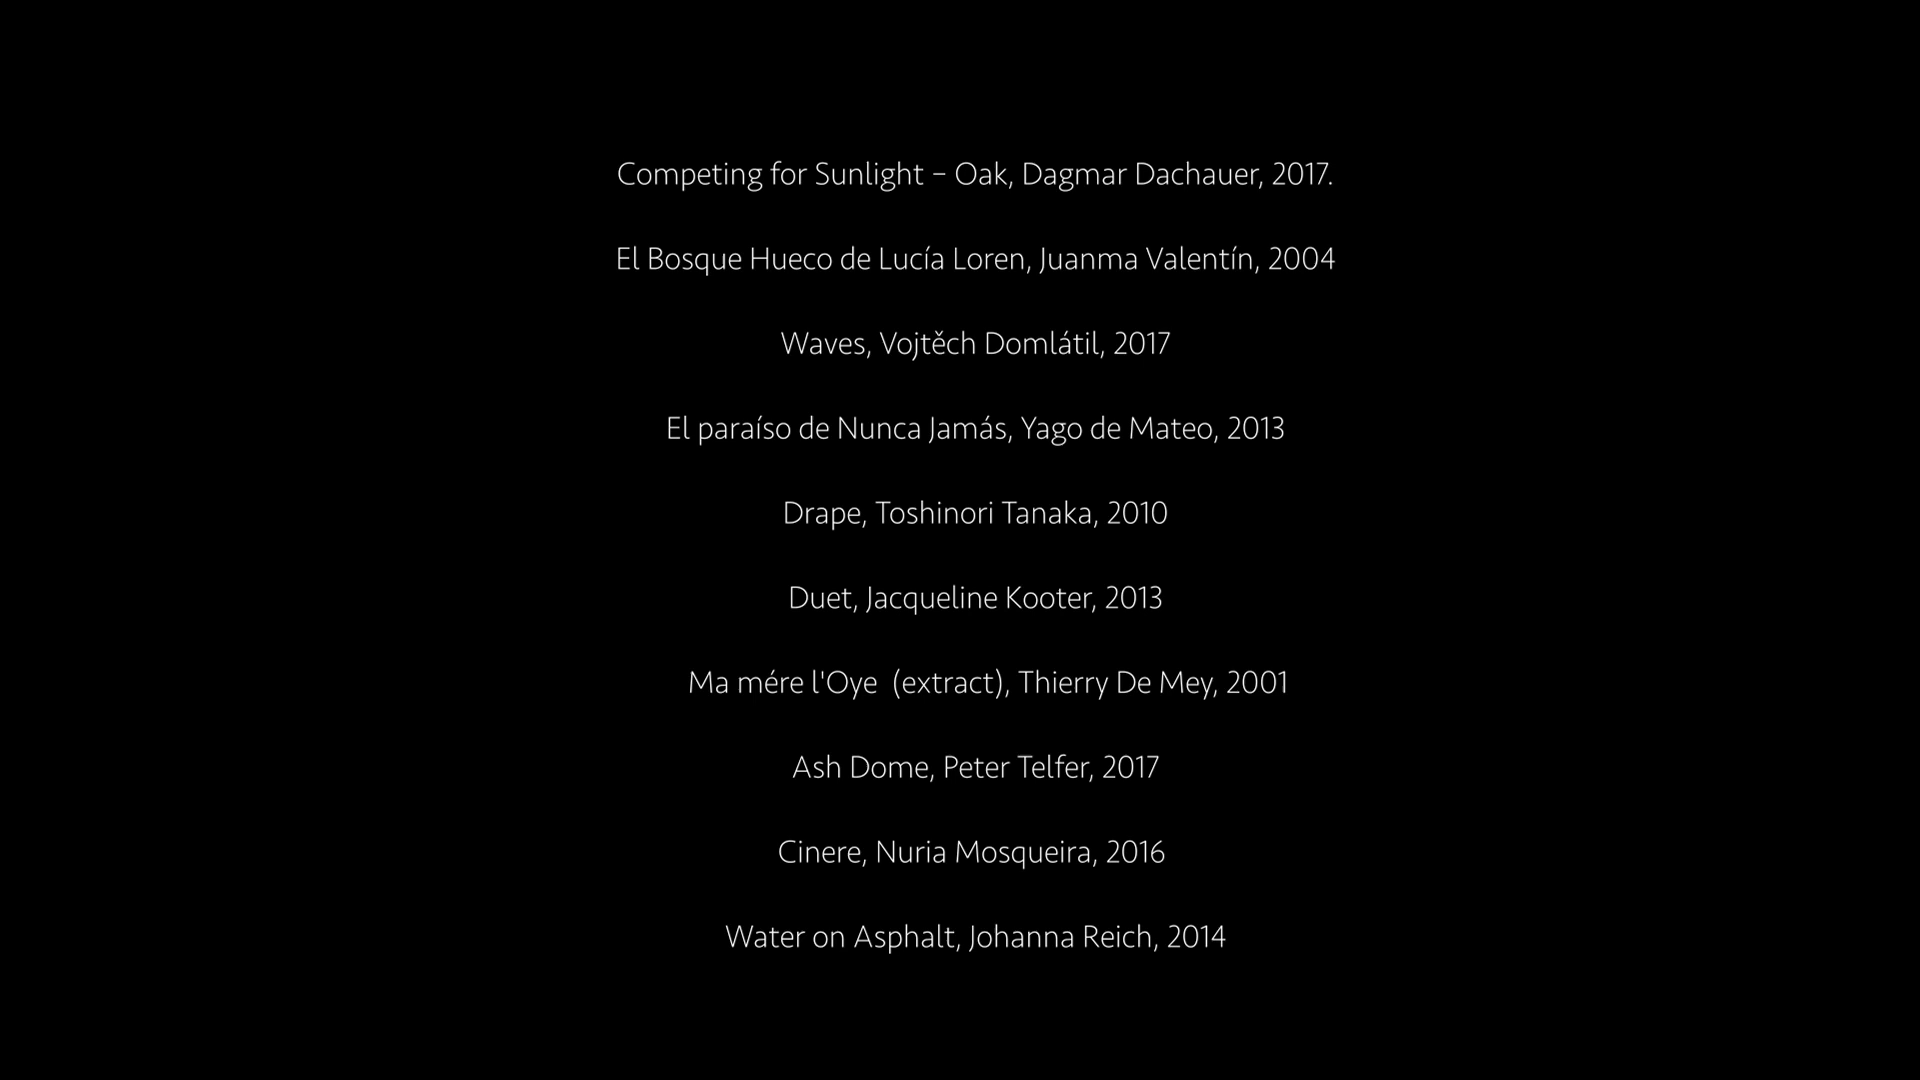 Competing for Sunlight – Oak, Dagmar Dachauer, 2017.
El Bosque Hueco de Lucía Loren, Juanma Valentín, 2004
Waves, Vojtěch Domlátil, 2017
El paraíso de Nunca Jamás, Yago de Mateo, 2013
Drape, Toshinori Tanaka, 2010
Duet, Jacqueline Kooter, 2013
Ma mére l'Oye  (extract), Thierry De Mey, 2001
Ash Dome, Peter Telfer, 2017
Cinere, Nuria Mosqueira, 2016
Water on Asphalt, Johanna Reich, 2014